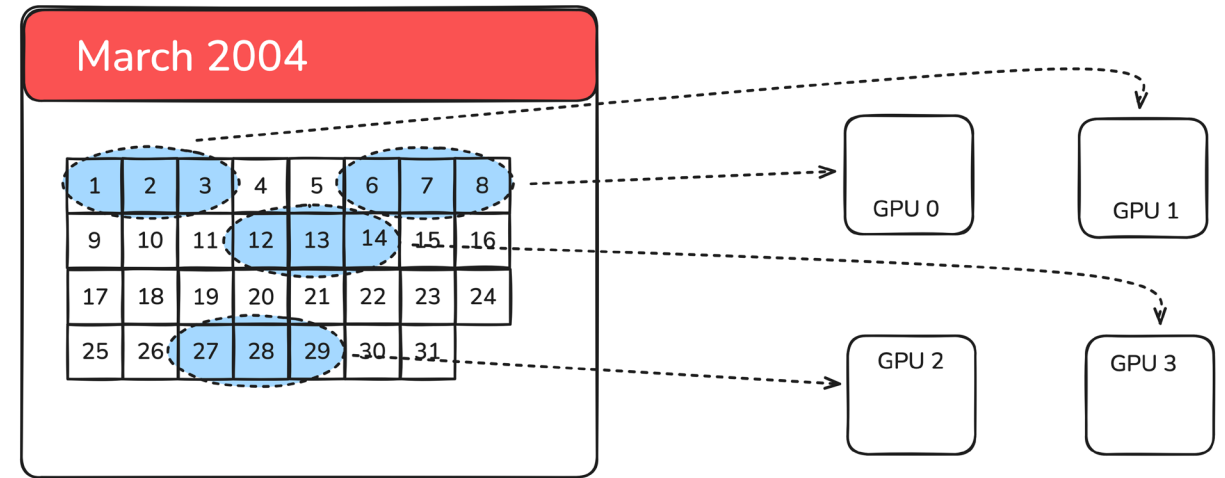 March 2004
1 2 3 4 5 6 7 8
9 10 11 12 13 14 15 16
17 18 19 20 21 22 23 24
25 26 27 28 29 30 31
GPU 0
GPU 1
GPU 2
GPU 3